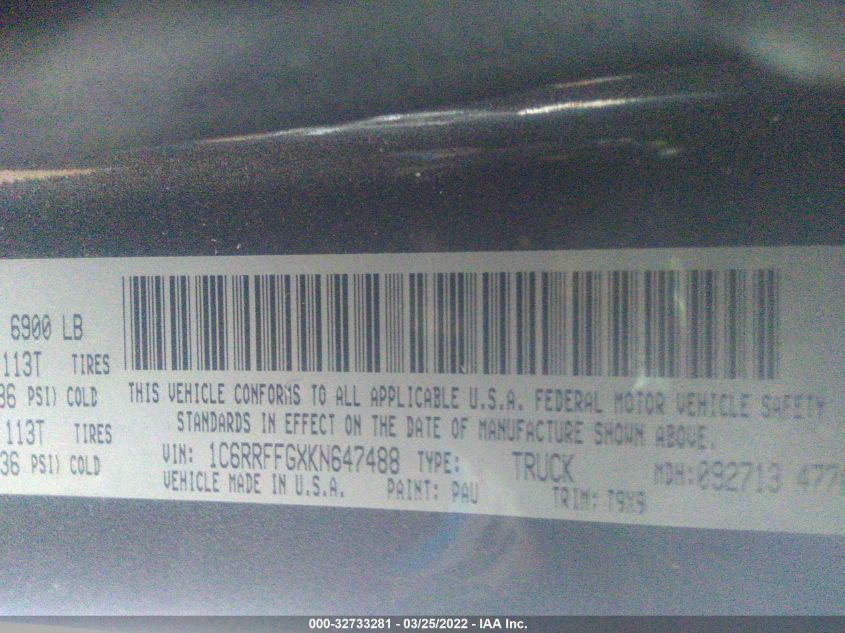 6900 LB
113T TIRES
36 PSI) COLD
113T TIRES
36 PSI) COLD
THIS VEHICLE CONFORMS TO ALL APPLICABLE U.S.A. FEDERAL MOTOR VEHICLE SAFETY
STANDARDS IN EFFECT ON THE DATE OF MANUFACTURE SHOWN ABOVE.
VIN: 1C6RRFFGXKN647488 TYPE: TRUCK MDH: 092713 477
VEHICLE MADE IN U.S.A. PAINT: PAU TRIM: T9X9
000-32733281 - 03/25/2022 - IAA Inc.